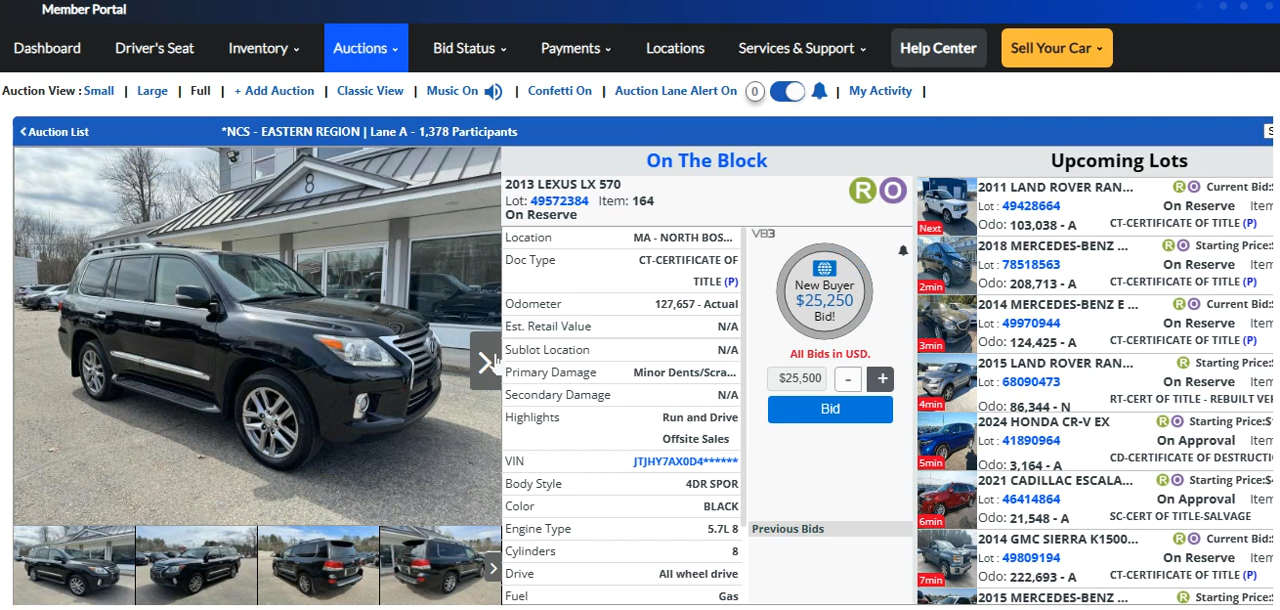 Member Portal
Dashboard Driver's Seat Inventory Auctions Bid Status Payments Locations Services & Support Help Center Sell Your Car
Auction View : Small | Large | Full | + Add Auction | Classic View | Music On | Confetti On | Auction Lane Alert On 0 | My Activity |
Auction List *NCS - EASTERN REGION | Lane A - 1,378 Participants
8
On The Block
2013 LEXUS LX 570
Lot: 49572384 Item: 164
On Reserve
R O
Location MA - NORTH BOS...
Doc Type CT-CERTIFICATE OF
TITLE (P)
Odometer 127,657 - Actual
Est. Retail Value N/A
Sublot Location N/A
Primary Damage Minor Dents/Scra...
Secondary Damage N/A
Highlights Run and Drive
Offsite Sales
VIN JTJHY7AX0D4******
Body Style 4DR SPOR
Color BLACK
Engine Type 5.7L 8
Cylinders 8
Drive All wheel drive
Fuel Gas
VB3
New Buyer
$25,250
Bid!
All Bids in USD.
$25,500 - +
Bid
Previous Bids
Upcoming Lots
2011 LAND ROVER RAN... R O Current Bid:
Lot : 49428664 On Reserve Item
Odo: 103,038 - A CT-CERTIFICATE OF TITLE (P)
Next
2018 MERCEDES-BENZ ... R O Starting Price:
Lot : 78518563 On Reserve Item
Odo: 208,713 - A CT-CERTIFICATE OF TITLE (P)
2min
2014 MERCEDES-BENZ E ... R O Current Bid:
Lot : 49970944 On Reserve Item
Odo: 124,425 - A CT-CERTIFICATE OF TITLE (P)
3min
2015 LAND ROVER RAN... R Starting Price:
Lot : 68090473 On Reserve Item
Odo: 86,344 - N RT-CERT OF TITLE - REBUILT VEH
4min
2024 HONDA CR-V EX R O Starting Price:
Lot : 41890964 On Approval Item
Odo: 3,164 - A CD-CERTIFICATE OF DESTRUCTI
5min
2021 CADILLAC ESCALA... R O Starting Price:
Lot : 46414864 On Approval Item
Odo: 21,548 - A SC-CERT OF TITLE-SALVAGE
6min
2014 GMC SIERRA K1500... R O Current Bid:
Lot : 49809194 On Reserve Item
Odo: 222,693 - A CT-CERTIFICATE OF TITLE (P)
7min
2015 MERCEDES-BENZ ... R Starting Price: